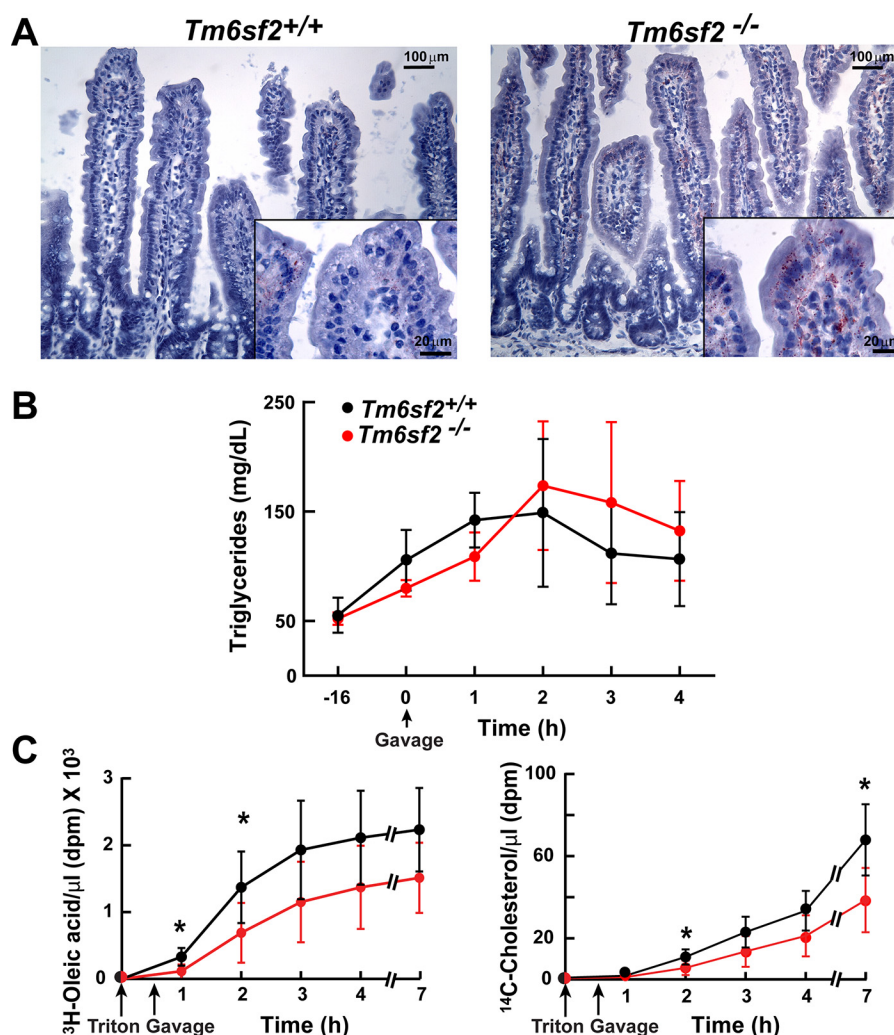 A
Tm6sf2+/+
Tm6sf2 -/-
100 μm
100 μm
20 μm
20 μm
B
Triglycerides (mg/dL)
250
150
50
0
Tm6sf2+/+
Tm6sf2 -/-
-16 0 1 2 3 4
Gavage
Time (h)
C
³H-Oleic acid/μl (dpm) X 10³
3
2
1
0
*
*
1 2 3 4 7
Triton Gavage Time (h)
¹⁴C-Cholesterol/μl (dpm)
100
60
20
0
*
*
1 2 3 4 7
Triton Gavage Time (h)